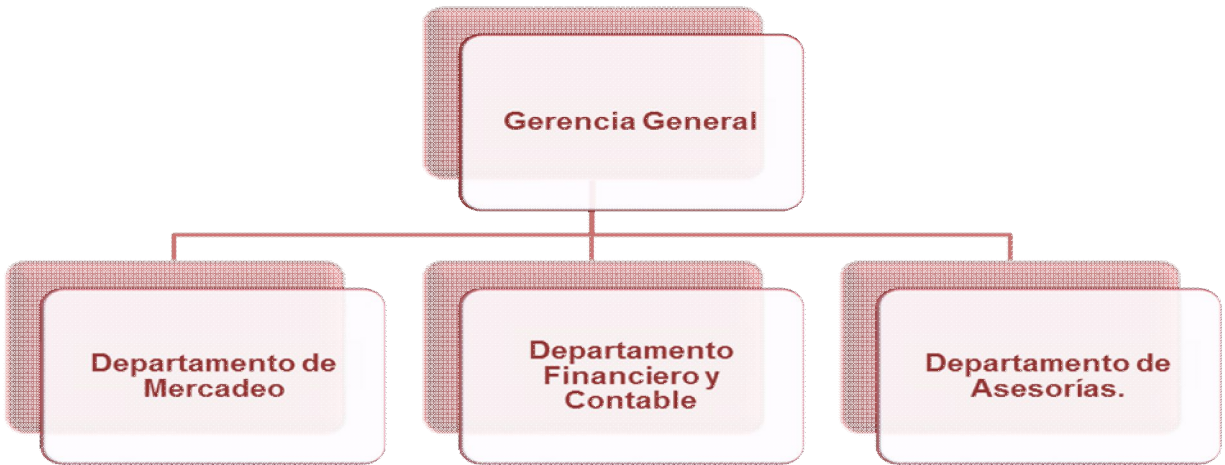 Gerencia General
Departamento de
Mercadeo
Departamento
Financiero y
Contable
Departamento de
Asesorías.